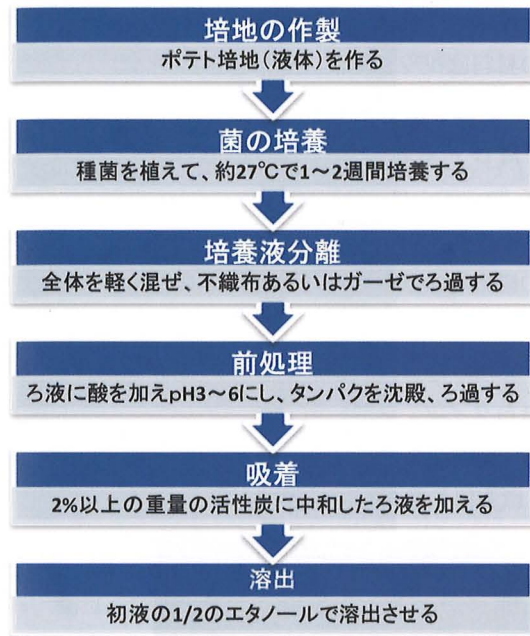 培地の作製
ポテト培地(液体)を作る
菌の培養
種菌を植えて、約27℃で1～2週間培養する
培養液分離
全体を軽く混ぜ、不織布あるいはガーゼでろ過する
前処理
ろ液に酸を加えpH3～6にし、タンパクを沈殿、ろ過する
吸着
2%以上の重量の活性炭に中和したろ液を加える
溶出
初液の1/2のエタノールで溶出させる